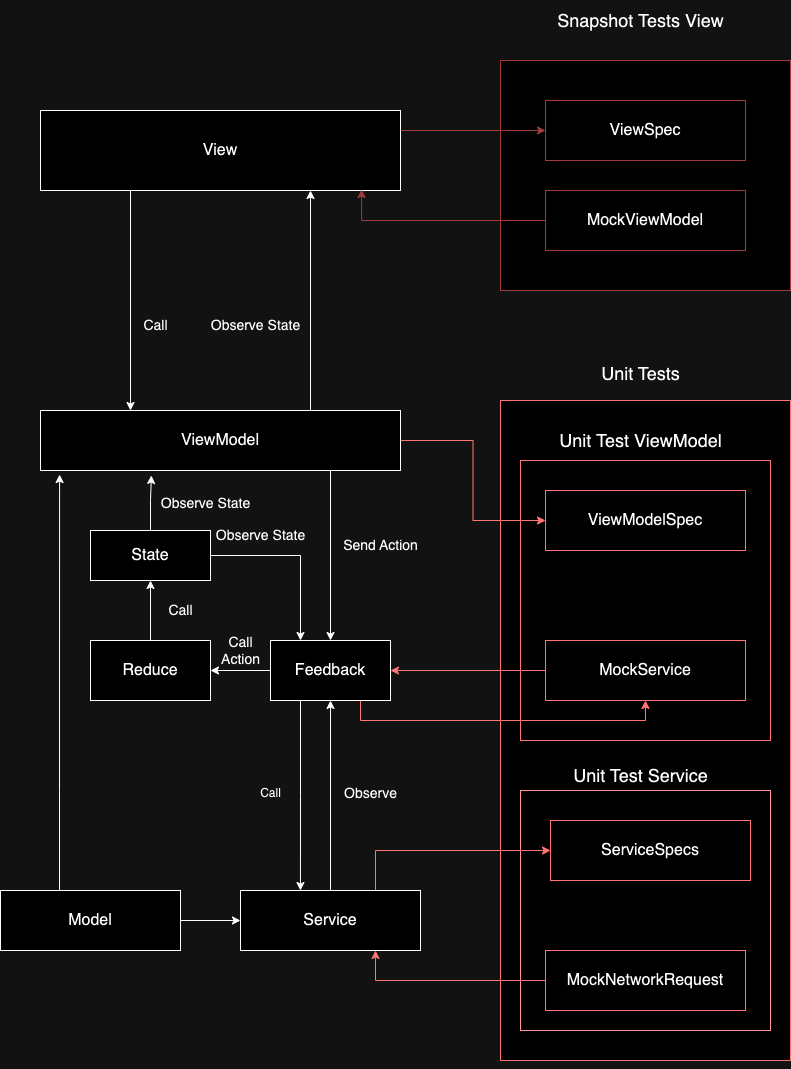 Snapshot Tests View
ViewSpec
View
MockViewModel
Call
Observe State
Unit Tests
ViewModel
Unit Test ViewModel
Observe State
ViewModelSpec
Observe State
Send Action
State
Call
Call
Action
Reduce
Feedback
MockService
Unit Test Service
Call
Observe
ServiceSpecs
Model
Service
MockNetworkRequest